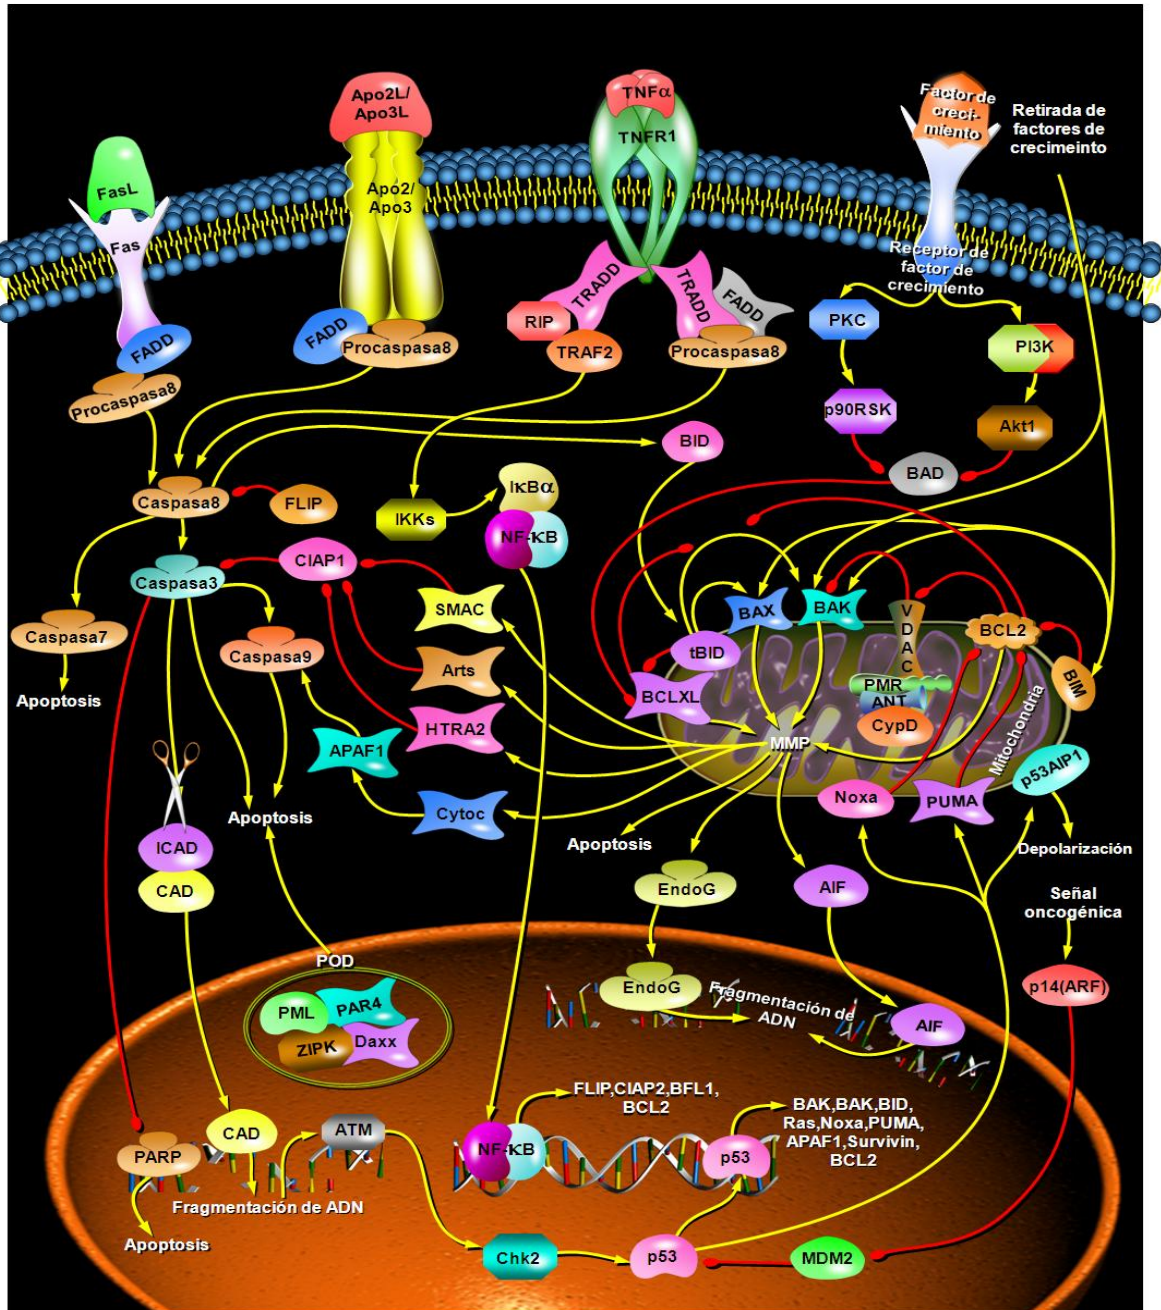 Apo2L/
Apo3L
TNFα
TNFR1
Factor de
creci-
miento
Retirada de
factores de
crecimeinto
FasL
Fas
Apo2/
Apo3
Receptor de
factor de
crecimiento
FADD
Procaspasa8
FADD
Procaspasa8
TRADD
RIP
TRAF2
TRADD
FADD
Procaspasa8
PKC
PI3K
p90RSK
Akt1
BID
BAD
Caspasa8
FLIP
IKKs
IκBα
NF-κB
Caspasa3
CIAP1
SMAC
BAX
BAK
V
D
A
C
BCL2
Caspasa7
Caspasa9
Arts
tBID
BCLXL
PMR
ANT
CypD
BIM
Apoptosis
APAF1
HTRA2
MMP
Mitochondria
p53AIP1
Noxa
PUMA
Cytoc
Apoptosis
Apoptosis
Depolarización
ICAD
CAD
EndoG
AIF
Señal
oncogénica
POD
PML
PAR4
ZIPK
Daxx
EndoG
Fragmentación de
ADN
AIF
p14(ARF)
FLIP,CIAP2,BFL1,
BCL2
BAK,BAK,BID,
Ras,Noxa,PUMA,
APAF1,Survivin,
BCL2
PARP
CAD
ATM
NF-κB
p53
Fragmentación de ADN
Apoptosis
Chk2
p53
MDM2